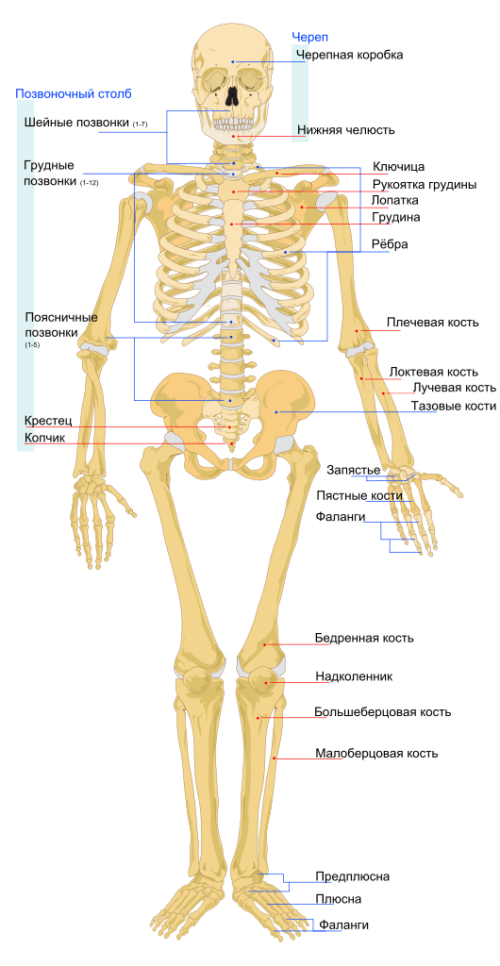 Череп
Черепная коробка
Позвоночный столб
Шейные позвонки (1-7)
Нижняя челюсть
Грудные
позвонки (1-12)
Ключица
Рукоятка грудины
Лопатка
Грудина
Рёбра
Поясничные
позвонки
(1-5)
Плечевая кость
Локтевая кость
Лучевая кость
Тазовые кости
Крестец
Копчик
Запястье
Пястные кости
Фаланги
Бедренная кость
Надколенник
Большеберцовая кость
Малоберцовая кость
Предплюсна
Плюсна
Фаланги